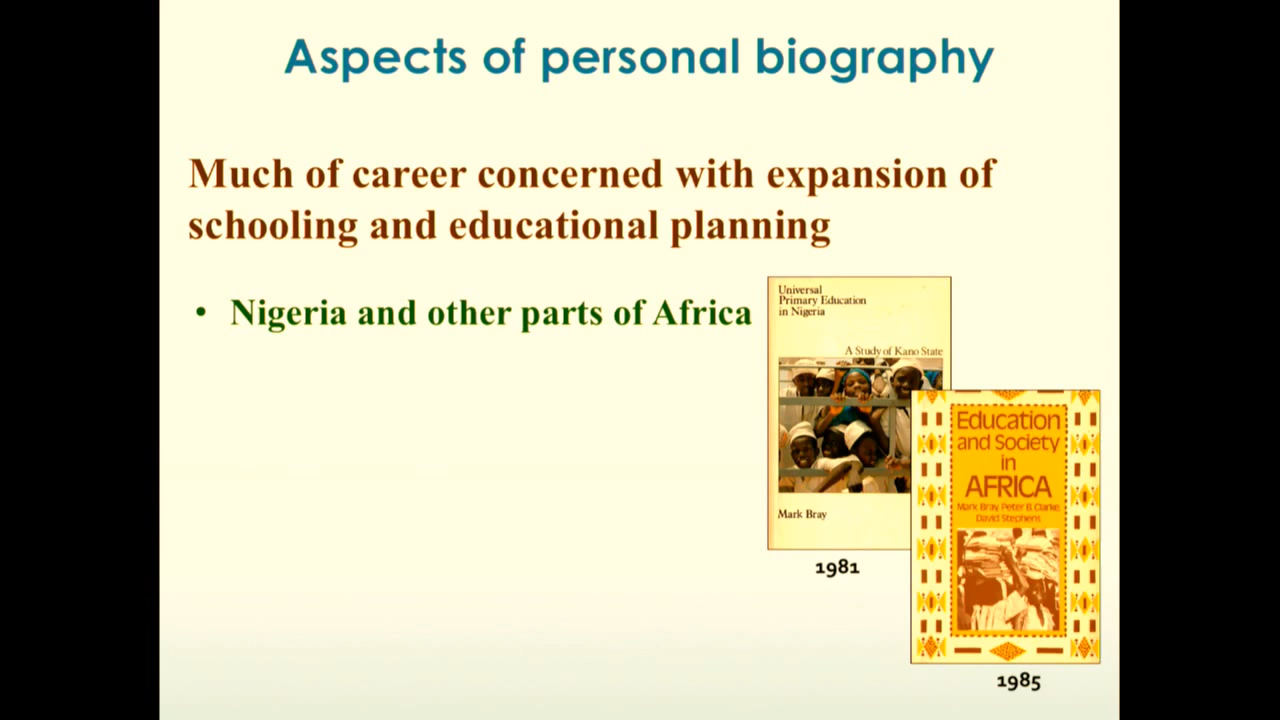 Aspects of personal biography
Much of career concerned with expansion of
schooling and educational planning
• Nigeria and other parts of Africa
Universal
Primary Education
in Nigeria
A Study of Kano State
Mark Bray
1981
Education
and Society
in
AFRICA
Mark Bray, Peter B. Clarke,
David Stephens
1985